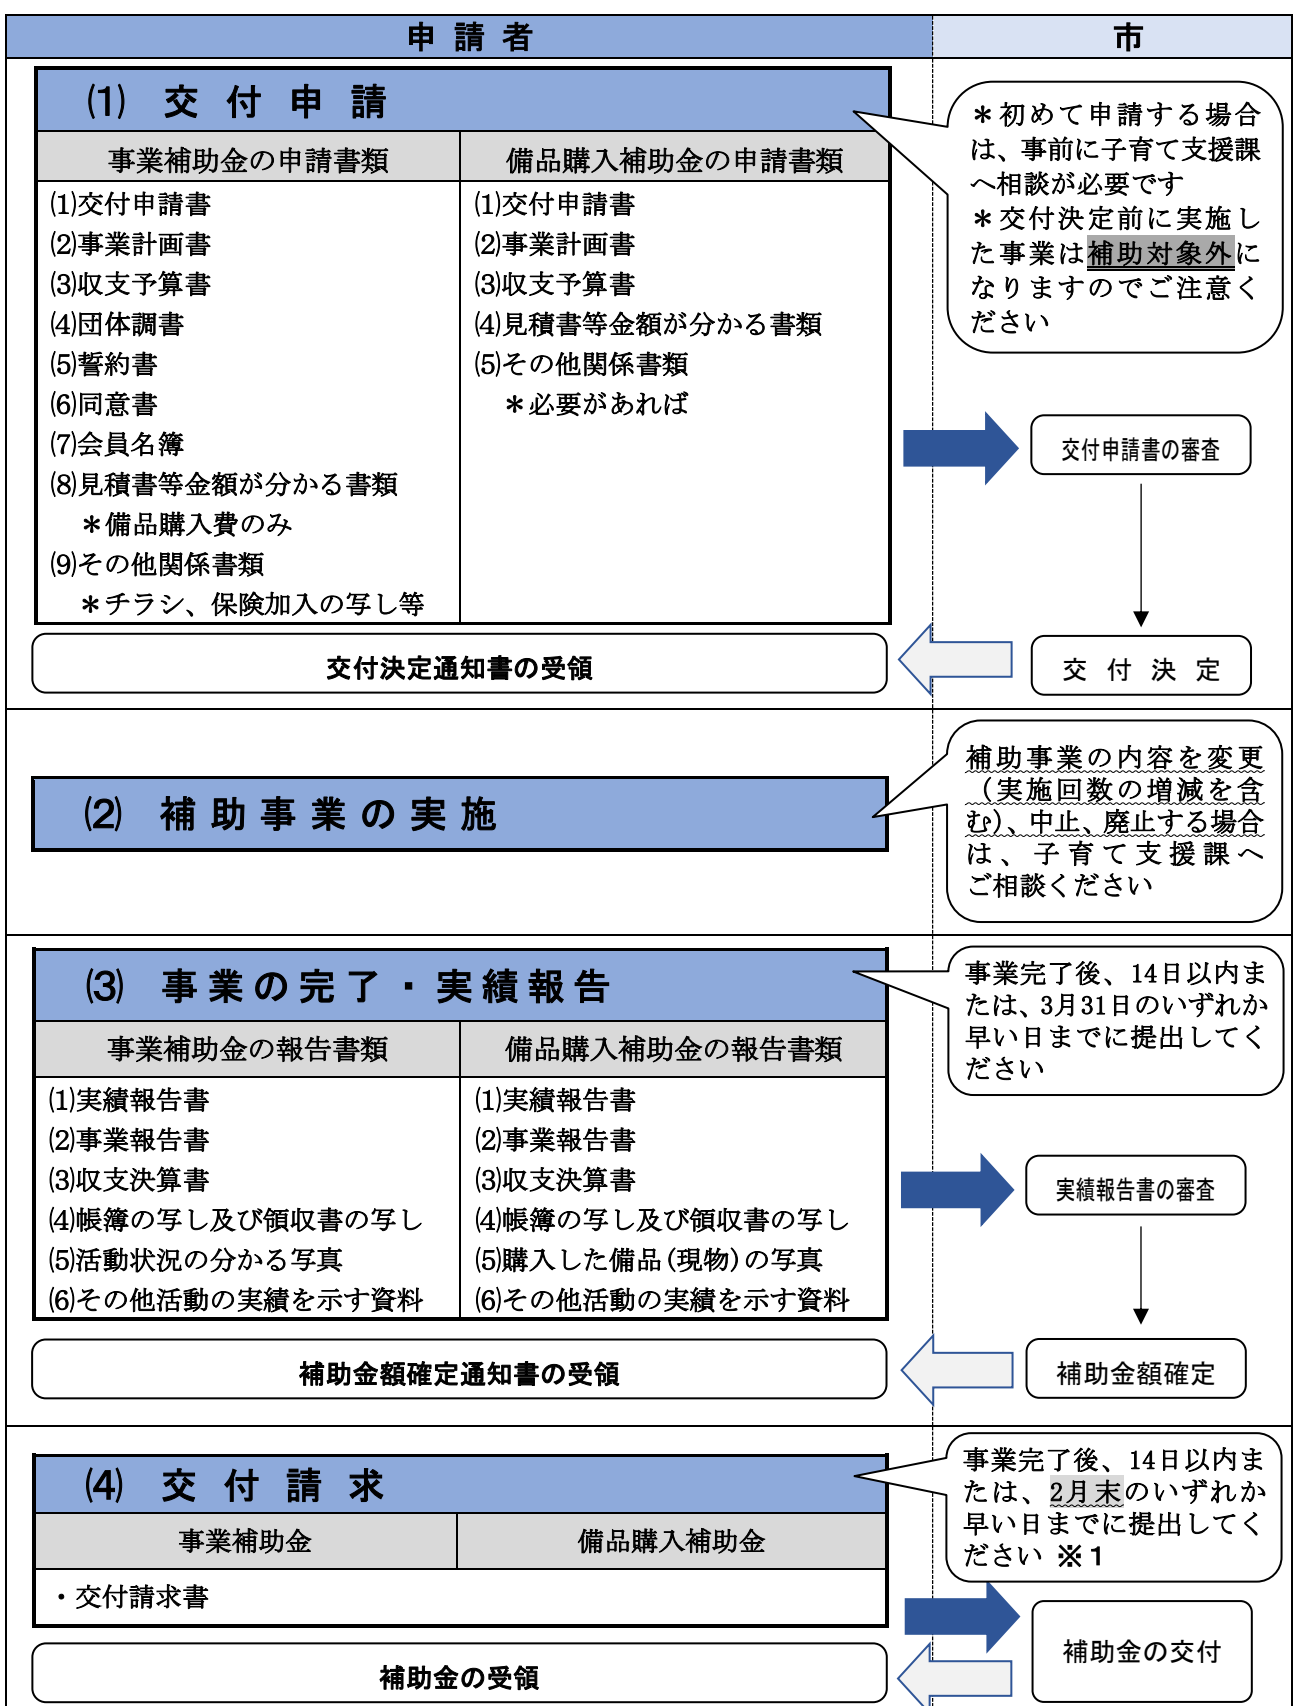 申請者
市
⑴ 交付申請
事業補助金の申請書類
備品購入補助金の申請書類
⑴交付申請書
⑵事業計画書
⑶収支予算書
⑷団体調書
⑸誓約書
⑹同意書
⑺会員名簿
⑻見積書等金額が分かる書類
＊備品購入費のみ
⑼その他関係書類
＊チラシ、保険加入の写し等
⑴交付申請書
⑵事業計画書
⑶収支予算書
⑷見積書等金額が分かる書類
⑸その他関係書類
＊必要があれば
＊初めて申請する場合
は、事前に子育て支援課
へ相談が必要です
＊交付決定前に実施し
た事業は補助対象外に
なりますのでご注意く
ださい
交付申請書の審査
交付決定通知書の受領
交付決定
⑵ 補助事業の実施
補助事業の内容を変更
（実施回数の増減を含
む）、中止、廃止する場合
は、子育て支援課へ
ご相談ください
⑶ 事業の完了・実績報告
事業補助金の報告書類
備品購入補助金の報告書類
⑴実績報告書
⑵事業報告書
⑶収支決算書
⑷帳簿の写し及び領収書の写し
⑸活動状況の分かる写真
⑹その他活動の実績を示す資料
⑴実績報告書
⑵事業報告書
⑶収支決算書
⑷帳簿の写し及び領収書の写し
⑸購入した備品(現物)の写真
⑹その他活動の実績を示す資料
事業完了後、14日以内ま
たは、3月31日のいずれか
早い日までに提出してく
ださい
実績報告書の審査
補助金額確定通知書の受領
補助金額確定
⑷ 交付請求
事業補助金
備品購入補助金
・交付請求書
事業完了後、14日以内ま
たは、2月末のいずれか
早い日までに提出してく
ださい ※1
補助金の交付
補助金の受領